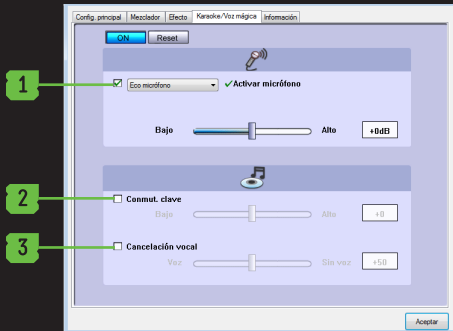 Config. principal Mezclador Efecto Karaoke/Voz mágica Información
ON Reset
1 Eco micrófono ✓Activar micrófono
Bajo Alto +0dB
2 Conmut. clave
Bajo Alto +0
3 Cancelación vocal
Voz Sin voz +50
Aceptar